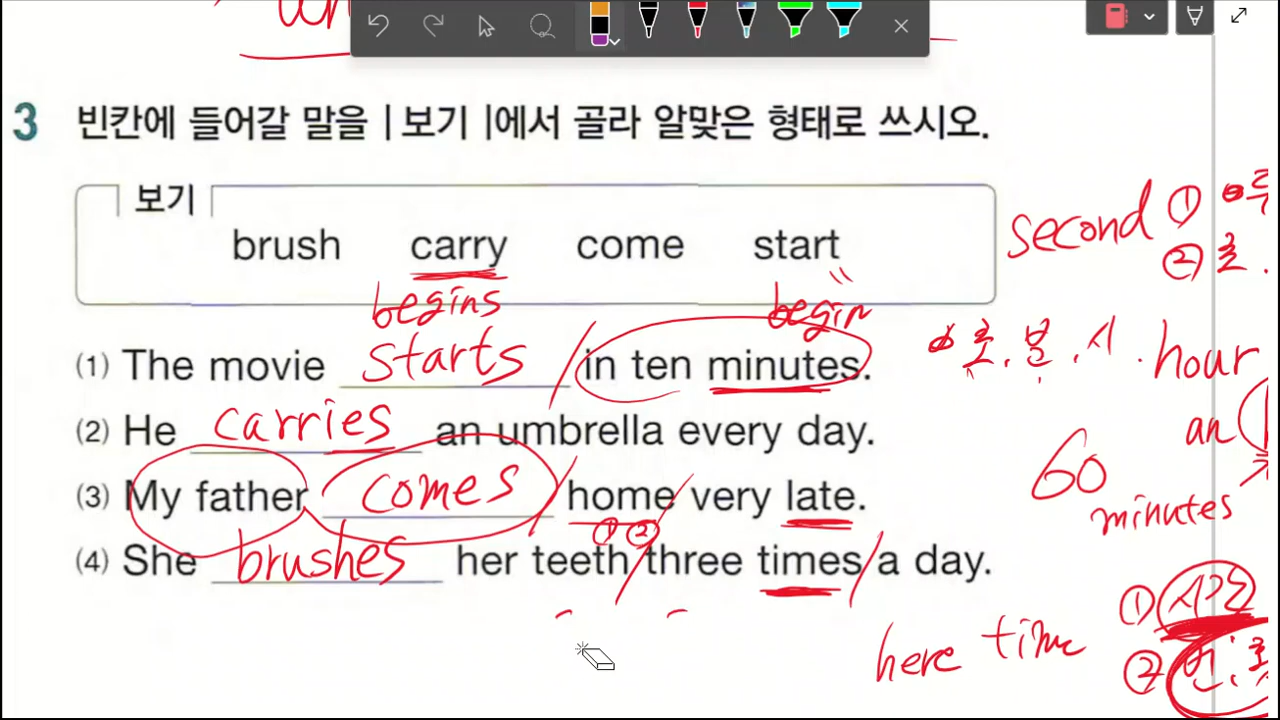 3 빈칸에 들어갈 말을 | 보기 |에서 골라 알맞은 형태로 쓰시오.
보기
brush carry come start
second ① ② 초.
begins begin
(1) The movie starts in ten minutes.
초. 분. 시. hour
(2) He carries an umbrella every day.
an
60 minutes
(3) My father comes home very late.
① ②
(4) She brushes her teeth three times a day.
here time ① 시간
②